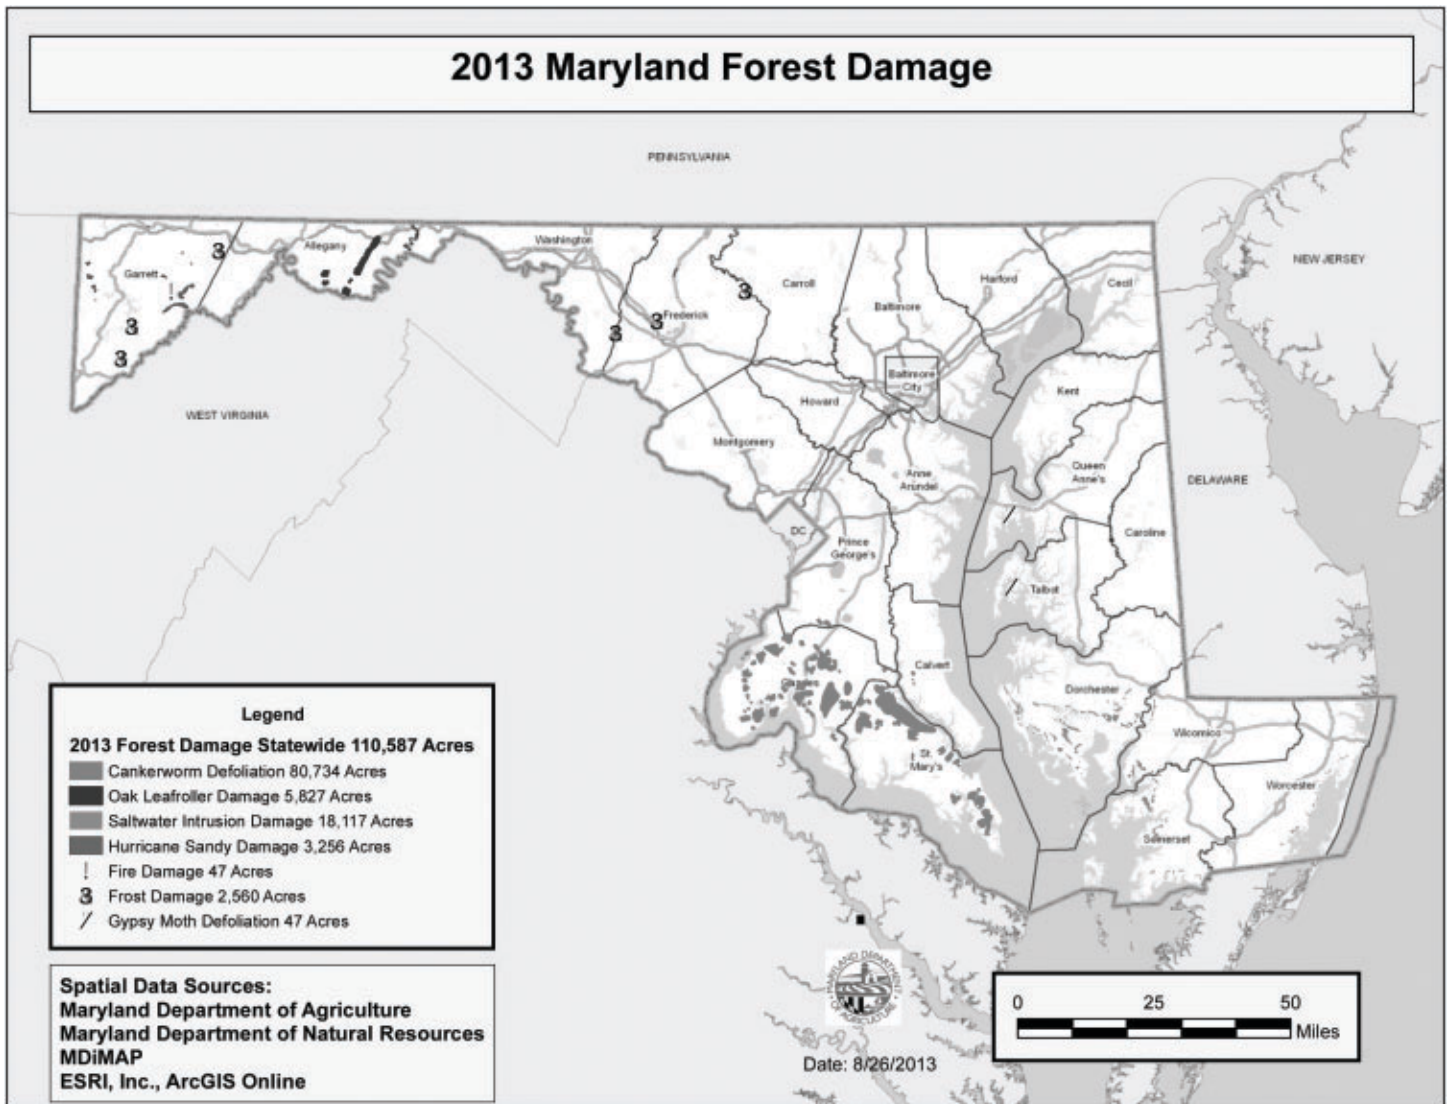 2013 Maryland Forest Damage
PENNSYLVANIA
NEW JERSEY
Garrett
Allegany
Washington
Frederick
Carroll
Baltimore
Harford
Cecil
Baltimore
City
Howard
Kent
WEST VIRGINIA
Montgomery
Anne
Arundel
Queen
Anne's
DELAWARE
DC
Prince
George's
Caroline
Talbot
Charles
Calvert
Dorchester
St.
Mary's
Wicomico
Worcester
Somerset
Legend
2013 Forest Damage Statewide 110,587 Acres
Cankerworm Defoliation 80,734 Acres
Oak Leafroller Damage 5,827 Acres
Saltwater Intrusion Damage 18,117 Acres
Hurricane Sandy Damage 3,256 Acres
! Fire Damage 47 Acres
3 Frost Damage 2,560 Acres
/ Gypsy Moth Defoliation 47 Acres
Spatial Data Sources:
Maryland Department of Agriculture
Maryland Department of Natural Resources
MDiMAP
ESRI, Inc., ArcGIS Online
MARYLAND DEPARTMENT
OF AGRICULTURE
Date: 8/26/2013
0 25 50
Miles